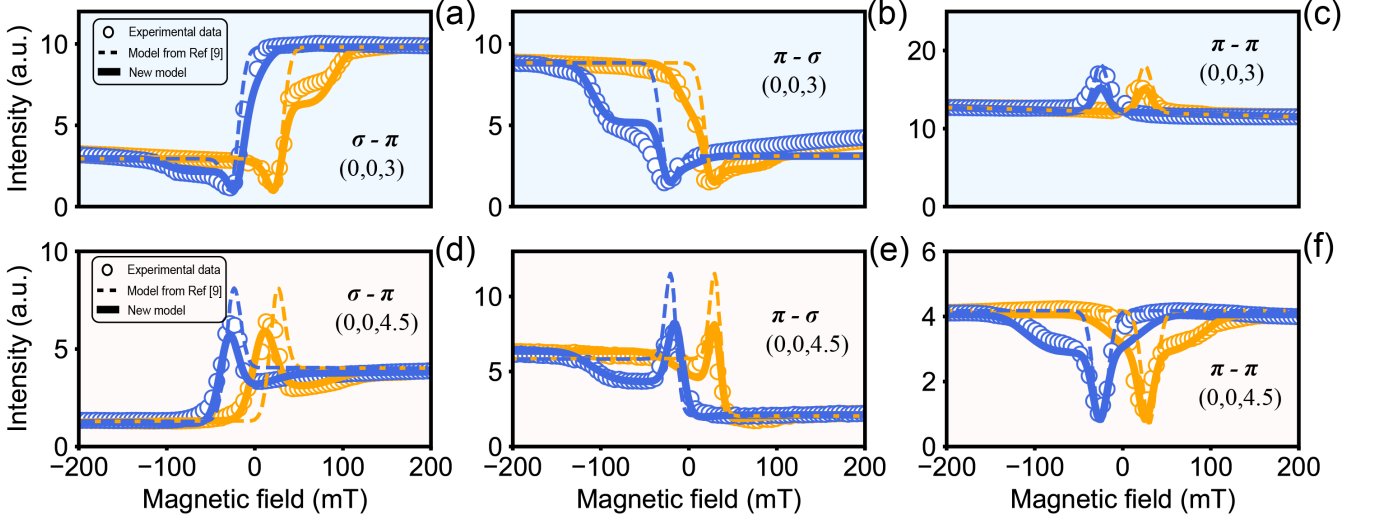 (a)
Intensity (a.u.)
10
5
0
Experimental data
Model from Ref [9]
New model
σ - π
(0,0,3)
(b)
10
5
0
π - σ
(0,0,3)
(c)
20
10
0
π - π
(0,0,3)
(d)
Intensity (a.u.)
10
5
0
Experimental data
Model from Ref [9]
New model
σ - π
(0,0,4.5)
−200 −100 0 100 200
Magnetic field (mT)
(e)
10
5
0
π - σ
(0,0,4.5)
−200 −100 0 100 200
Magnetic field (mT)
(f)
6
4
2
0
π - π
(0,0,4.5)
−200 −100 0 100 200
Magnetic field (mT)